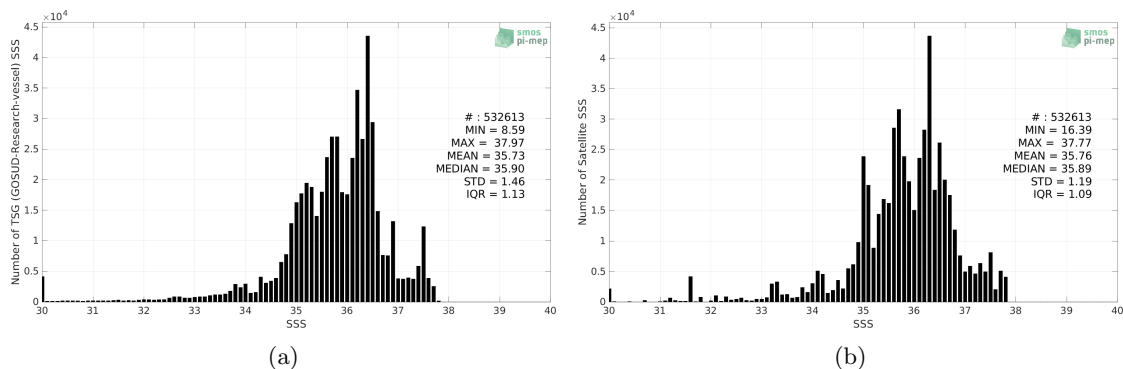 ×10⁴
4.5
4
3.5
3
2.5
2
1.5
1
0.5
0
Number of TSG (GOSUD-Research-vessel) SSS
smos
pi-mep
# : 532613
MIN = 8.59
MAX = 37.97
MEAN = 35.73
MEDIAN = 35.90
STD = 1.46
IQR = 1.13
30 31 32 33 34 35 36 37 38 39 40
SSS
(a)
×10⁴
4.5
4
3.5
3
2.5
2
1.5
1
0.5
0
Number of Satellite SSS
smos
pi-mep
# : 532613
MIN = 16.39
MAX = 37.77
MEAN = 35.76
MEDIAN = 35.89
STD = 1.19
IQR = 1.09
30 31 32 33 34 35 36 37 38 39 40
SSS
(b)